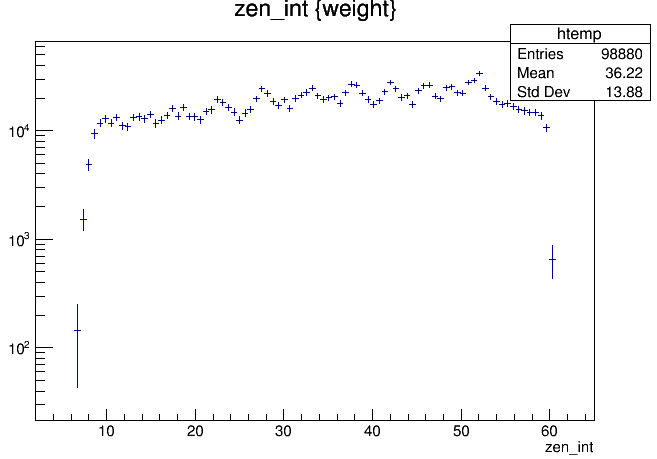 zen_int {weight}
htemp
Entries 98880
Mean 36.22
Std Dev 13.88
10⁴
10³
10²
10 20 30 40 50 60
zen_int